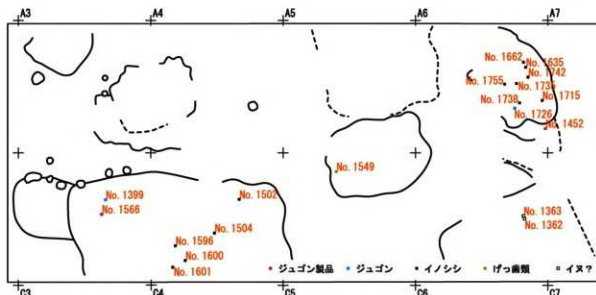 A3 A4 A5 A6 A7
No. 1662
No. 1635
No. 1742
No. 1755
No. 1736
No. 1738
No. 1715
No. 1726
No. 1452
No. 1549
No. 1399
No. 1502
No. 1566
No. 1363
No. 1362
No. 1504
No. 1596
No. 1600
No. 1601
ジュゴン製品 ジュゴン イノシシ げっ歯類 イヌ？
C3 C4 C5 C6 C7